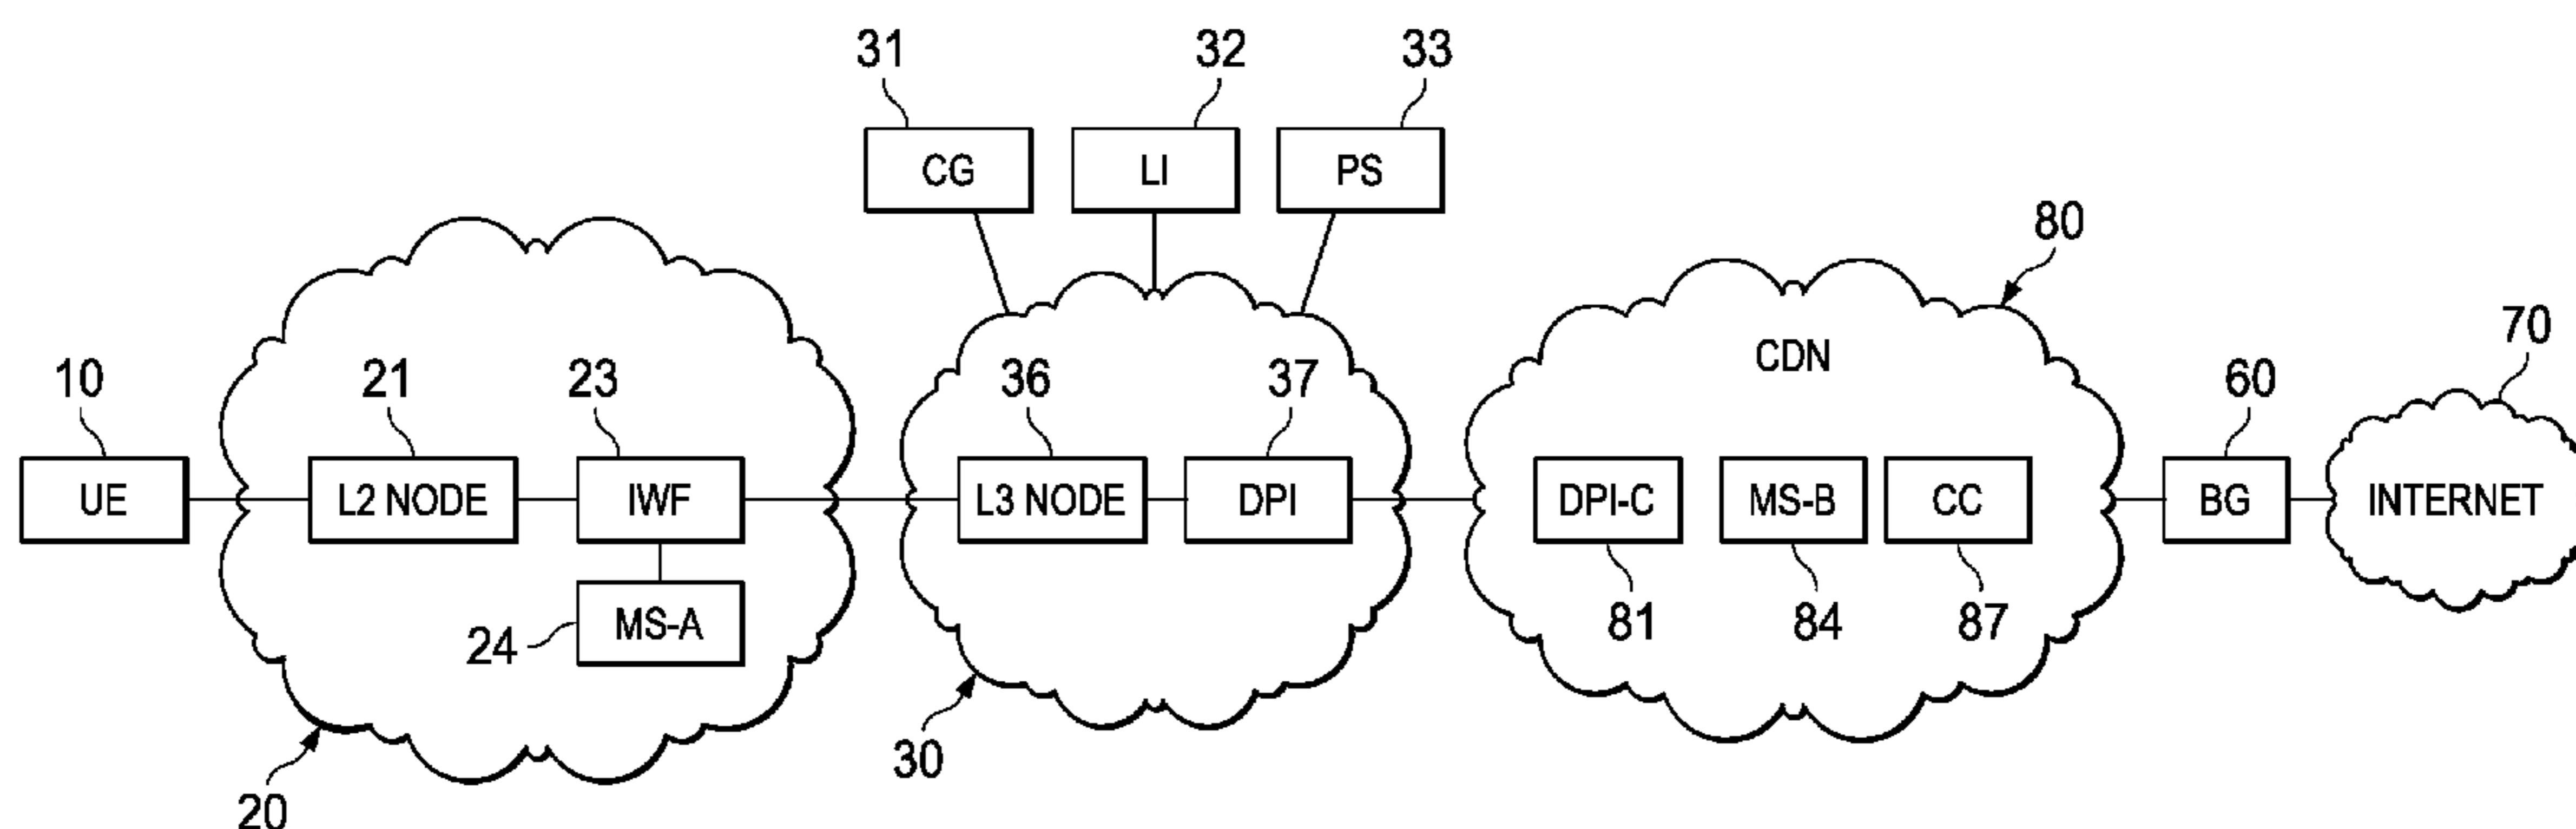 31 32 33
CG LI PS
80
CDN
70
10 21 23 36 37 60
UE L2 NODE IWF L3 NODE DPI DPI-C MS-B CC BG INTERNET
24 MS-A 81 84 87
30
20